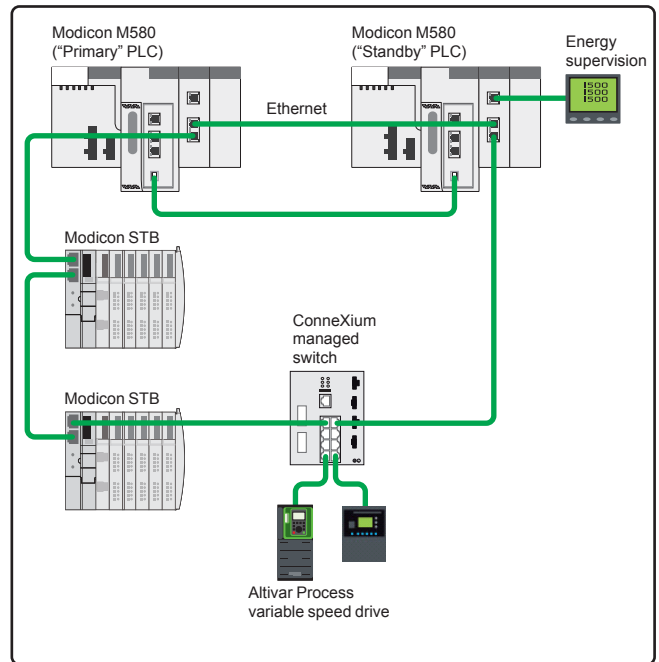 Modicon M580
(“Primary” PLC)
Modicon M580
(“Standby” PLC)
Energy
supervision
1500
1500
1500
Ethernet
Modicon STB
ConneXium
managed
switch
Modicon STB
Altivar Process
variable speed drive